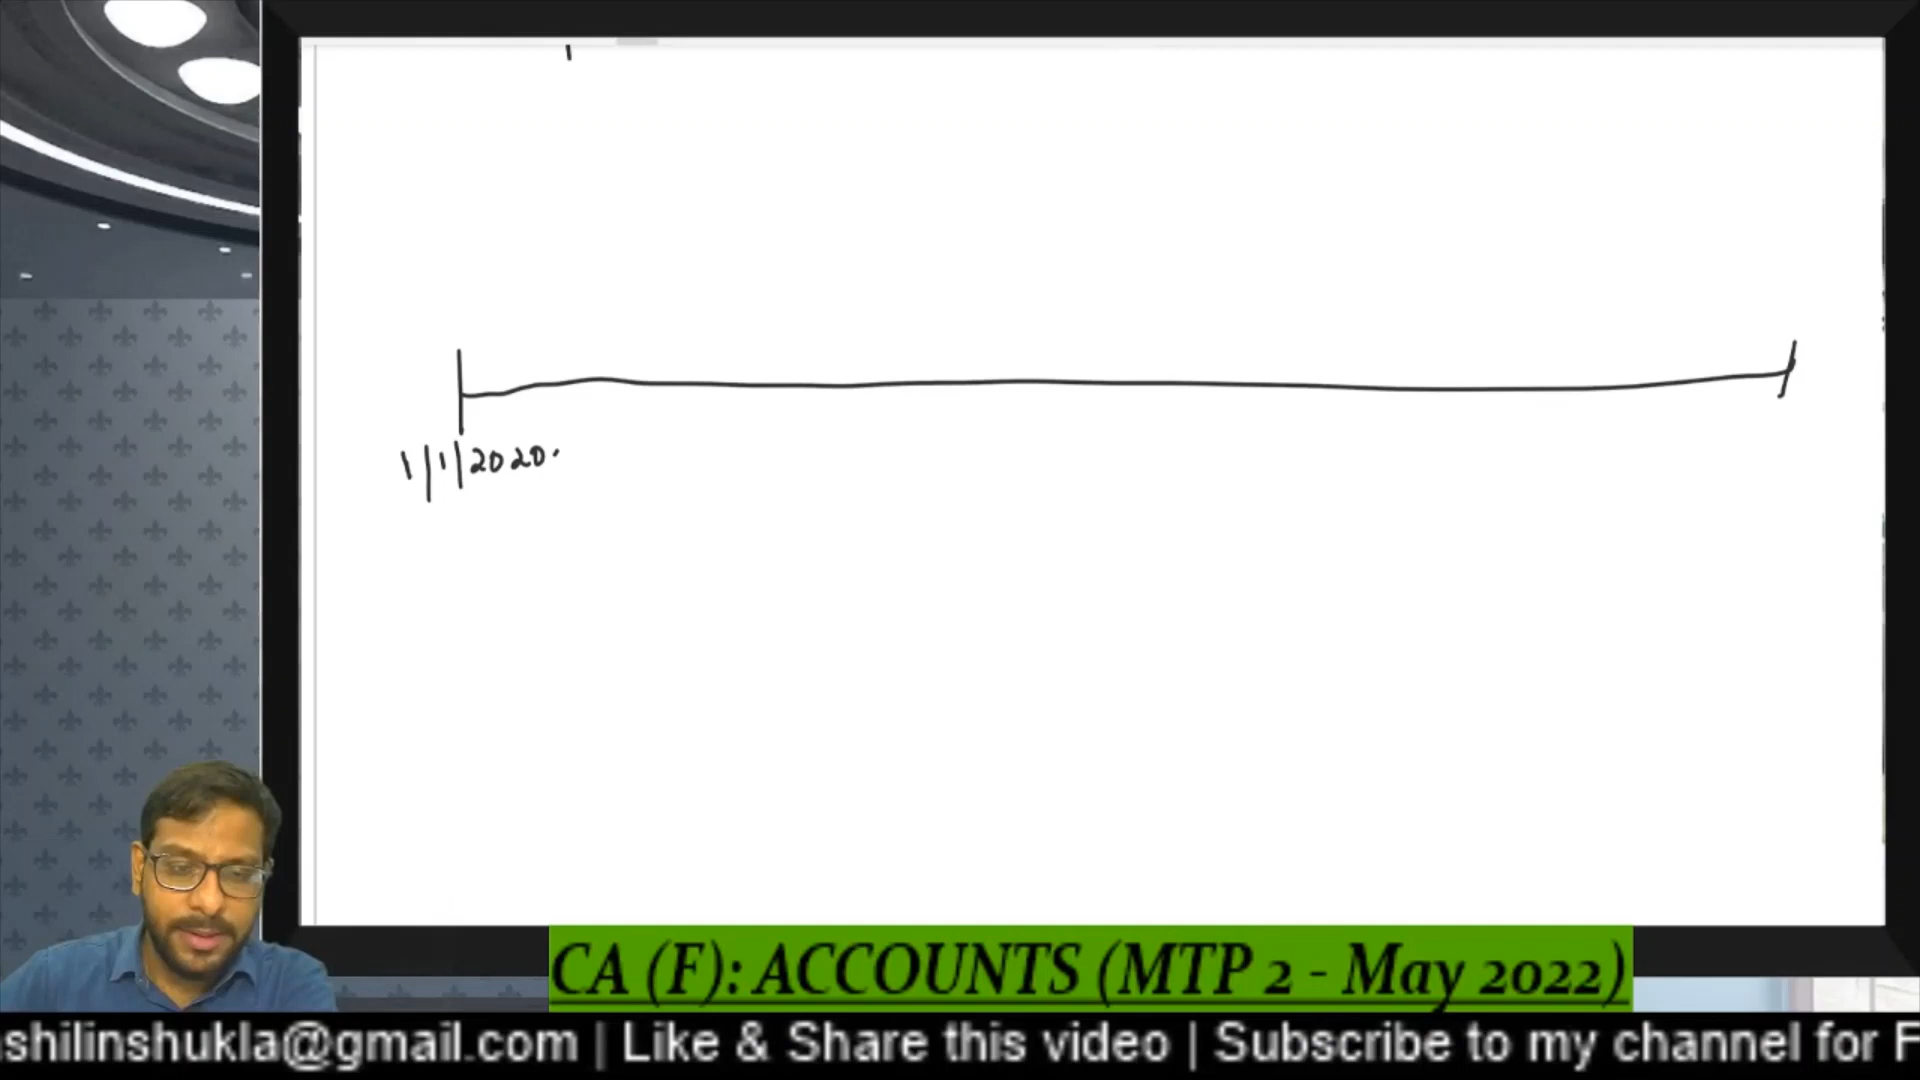 1/1/2020.
CA (F): ACCOUNTS (MTP 2 - May 2022)
shilinshukla@gmail.com | Like & Share this video | Subscribe to my channel for F